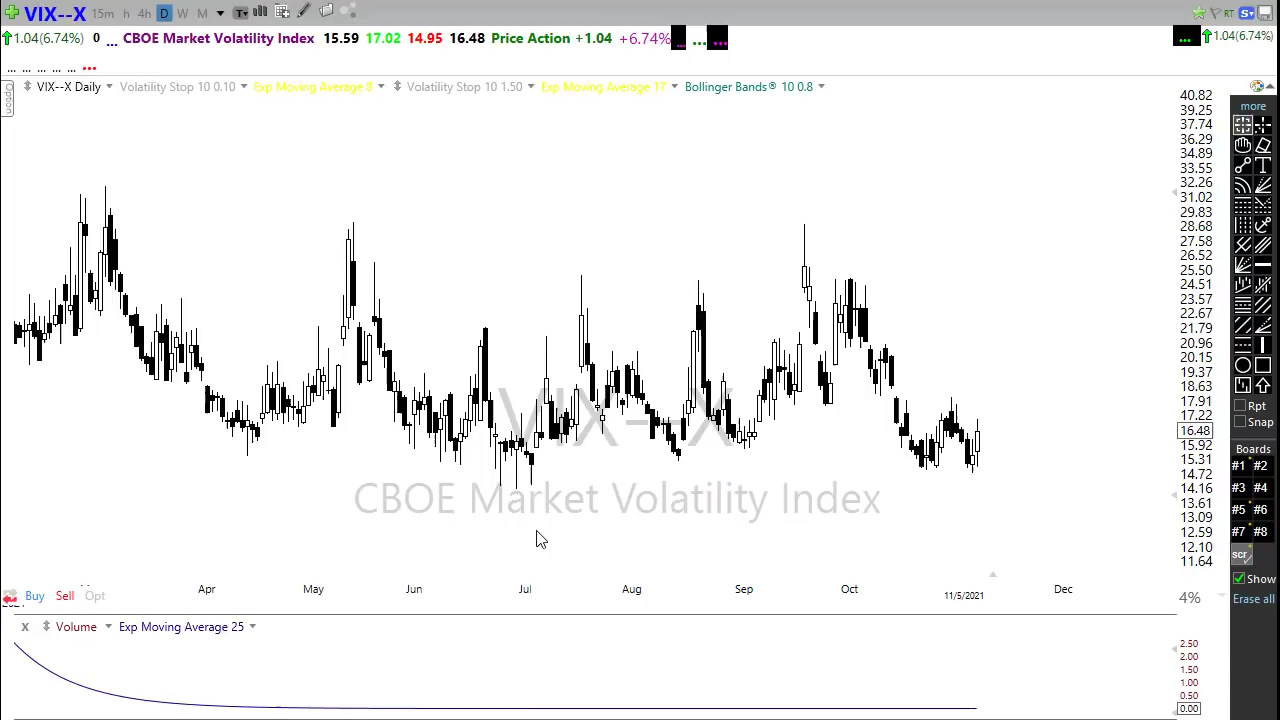 VIX--X 15m h 4h D W M T RT S
1.04(6.74%) 0 ... CBOE Market Volatility Index 15.59 17.02 14.95 16.48 Price Action +1.04 +6.74% ... ... ... ... 1.04(6.74%)
... ... ... ... ... ...
Option
VIX--X Daily Volatility Stop 10 0.10 Exp Moving Average 8 Volatility Stop 10 1.50 Exp Moving Average 17 Bollinger Bands® 10 0.8
40.82
39.25
37.74
36.29
34.89
33.55
32.26
31.02
29.83
28.68
27.58
26.52
25.50
24.51
23.57
22.67
21.79
20.96
20.15
19.37
18.63
17.91
17.22
16.48
15.92
15.31
14.72
14.16
13.61
13.09
12.59
12.10
11.64
VIX--X
CBOE Market Volatility Index
more
T
Rpt
Snap
Boards
#1 #2
#3 #4
#5 #6
#7 #8
scr
Show
Erase all
Apr May Jun Jul Aug Sep Oct 11/5/2021 Dec
Buy Sell Opt 4%
X Volume Exp Moving Average 25
2.50
2.00
1.50
1.00
0.50
0.00